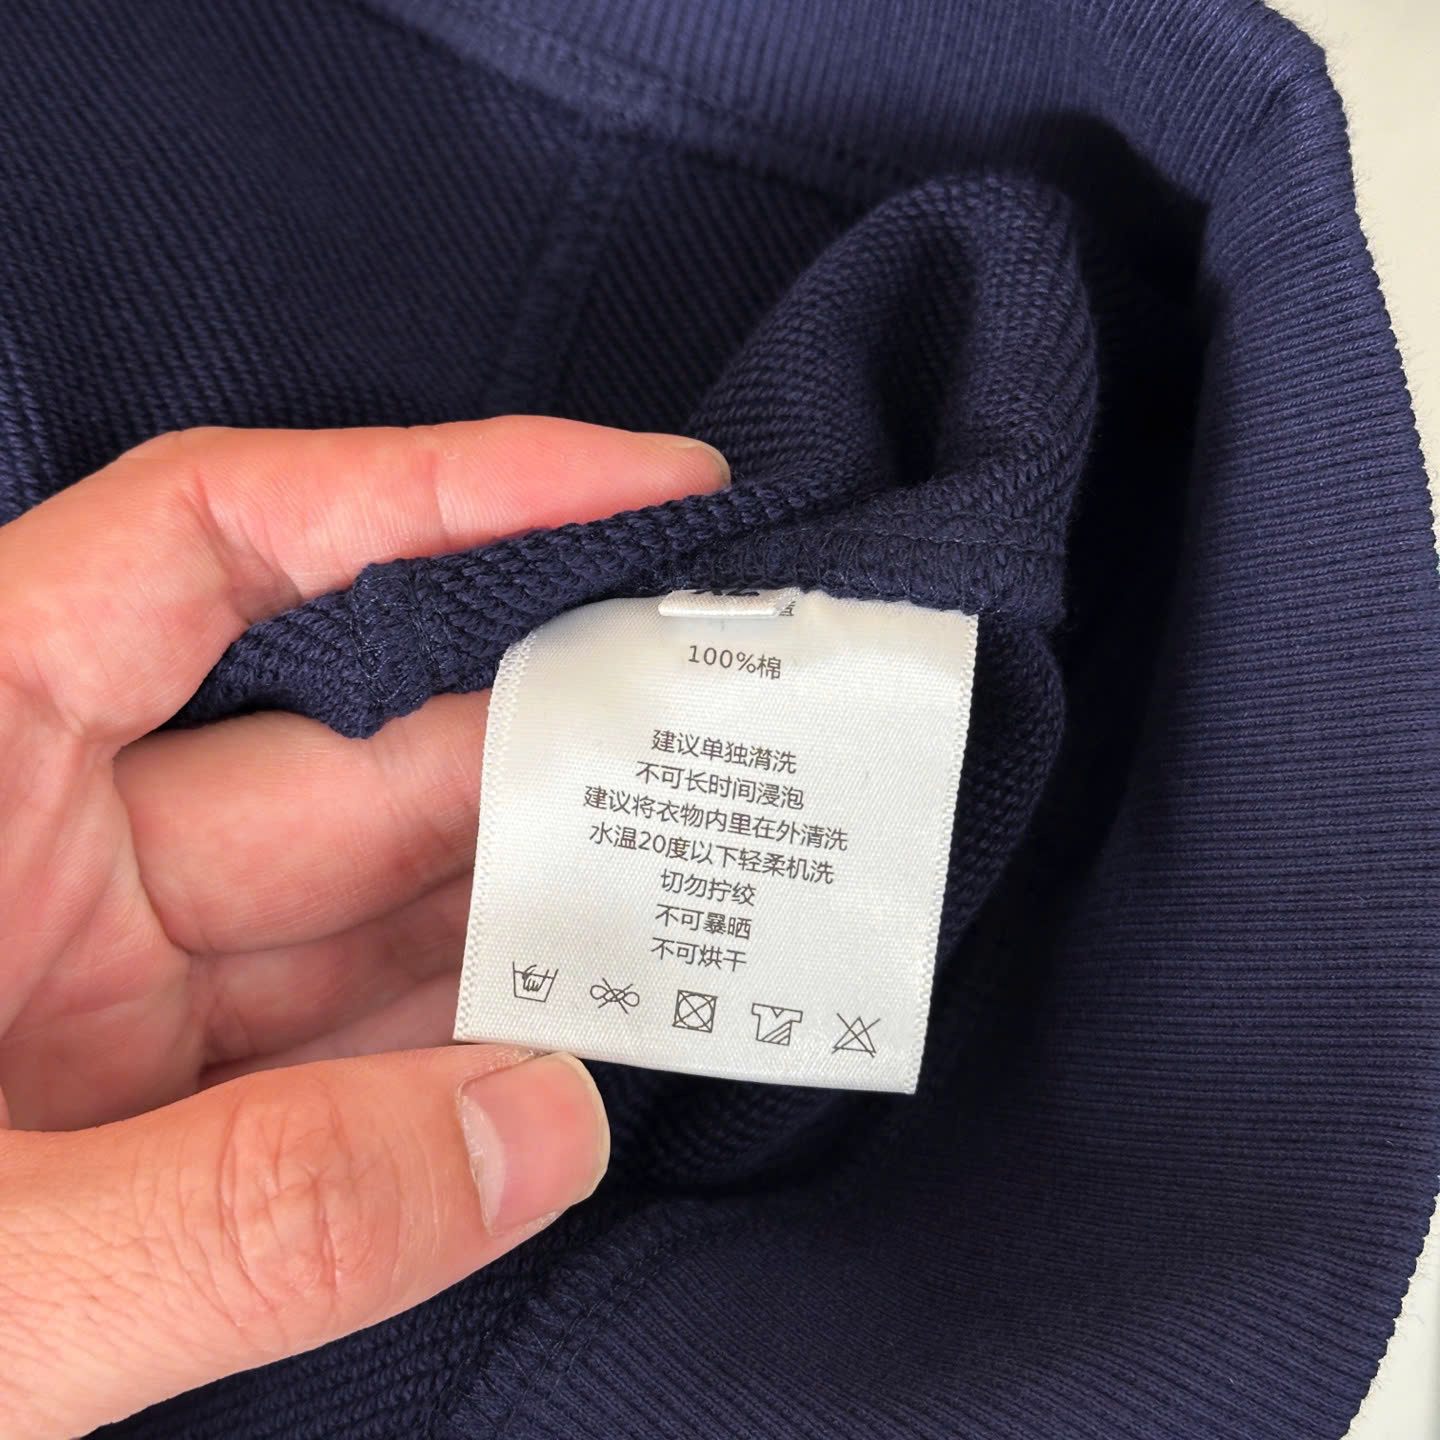 100%棉
建议单独潸洗
不可长时间浸泡
建议将衣物内里在外清洗
水温20度以下轻柔机洗
切勿拧绞
不可暴晒
不可烘干